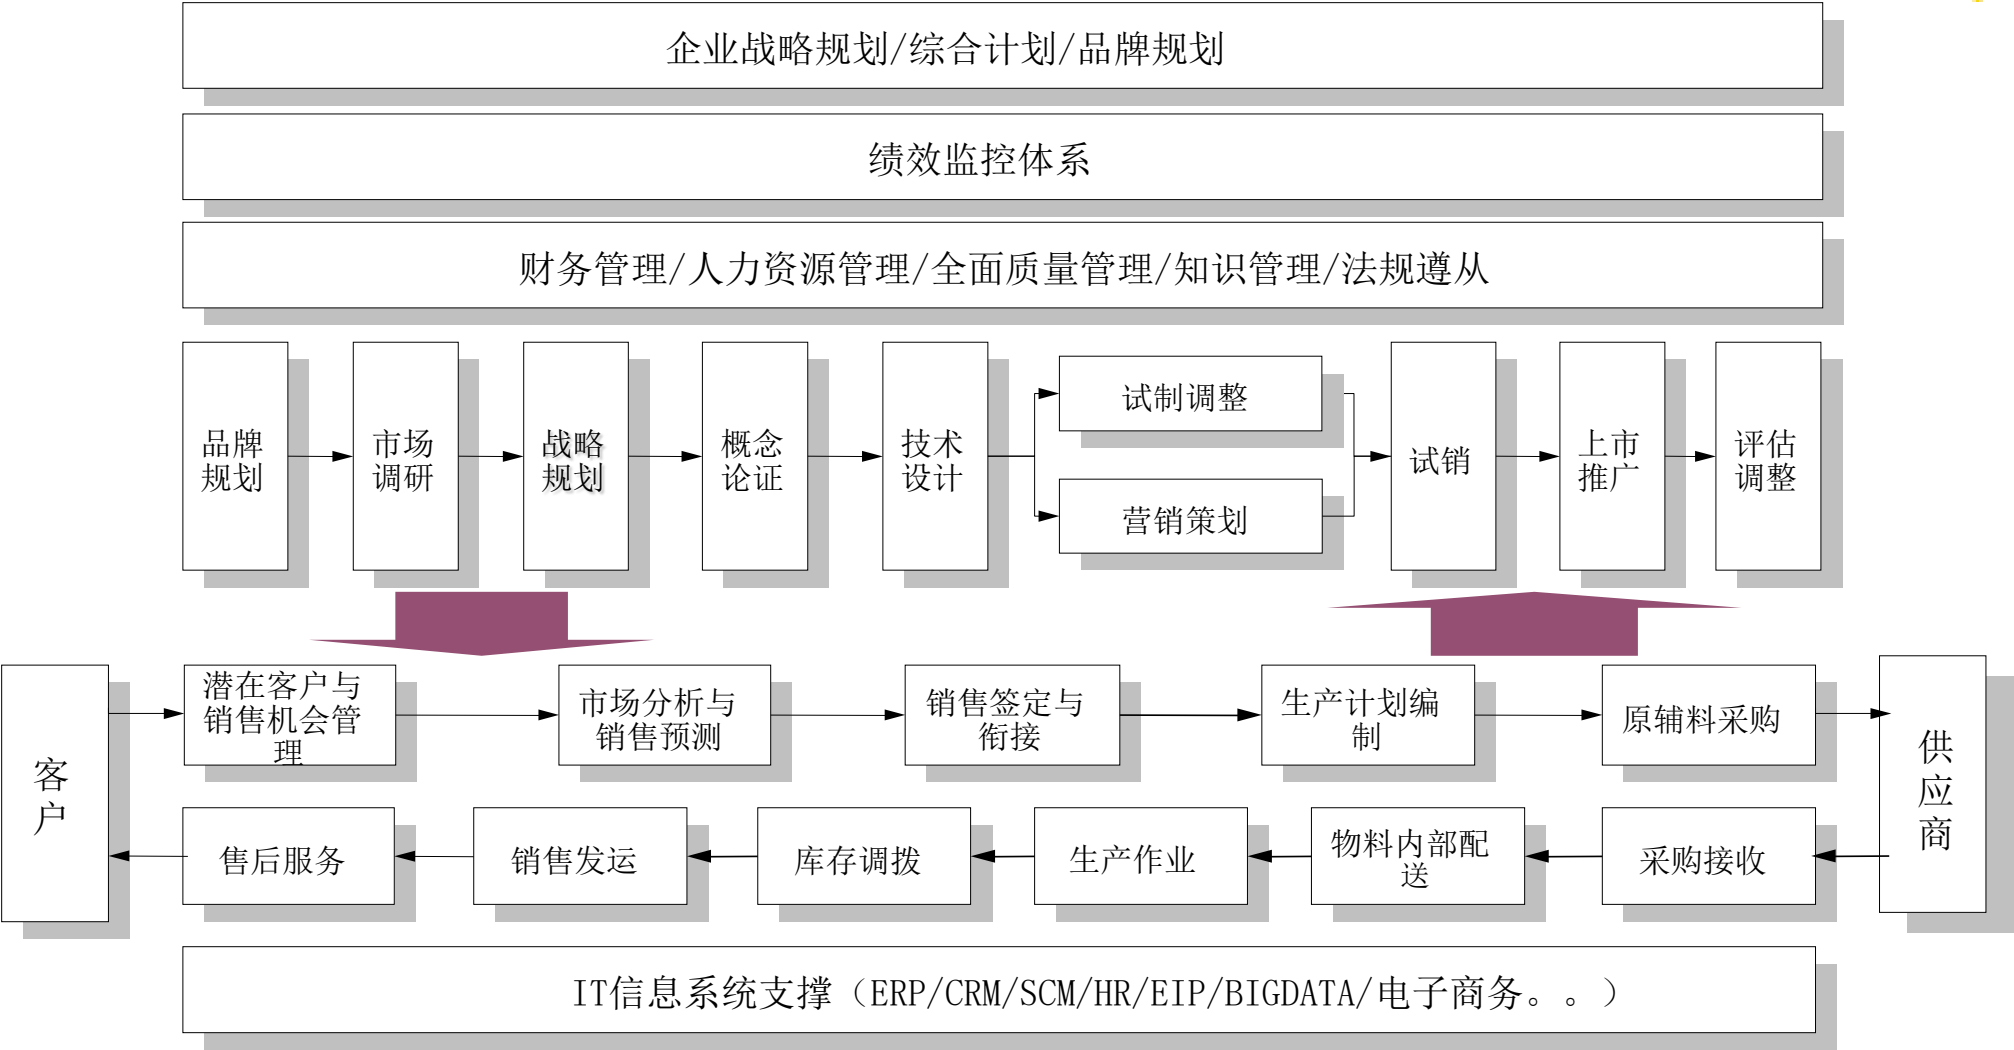 企业战略规划/综合计划/品牌规划
绩效监控体系
财务管理/人力资源管理/全面质量管理/知识管理/法规遵从
品牌
规划
市场
调研
战略
规划
概念
论证
技术
设计
试制调整
营销策划
试销
上市
推广
评估
调整
客
户
潜在客户与
销售机会管
理
市场分析与
销售预测
销售签定与
衔接
生产计划编
制
原辅料采购
供
应
商
售后服务
销售发运
库存调拨
生产作业
物料内部配
送
采购接收
IT信息系统支撑（ERP/CRM/SCM/HR/EIP/BIGDATA/电子商务。。）